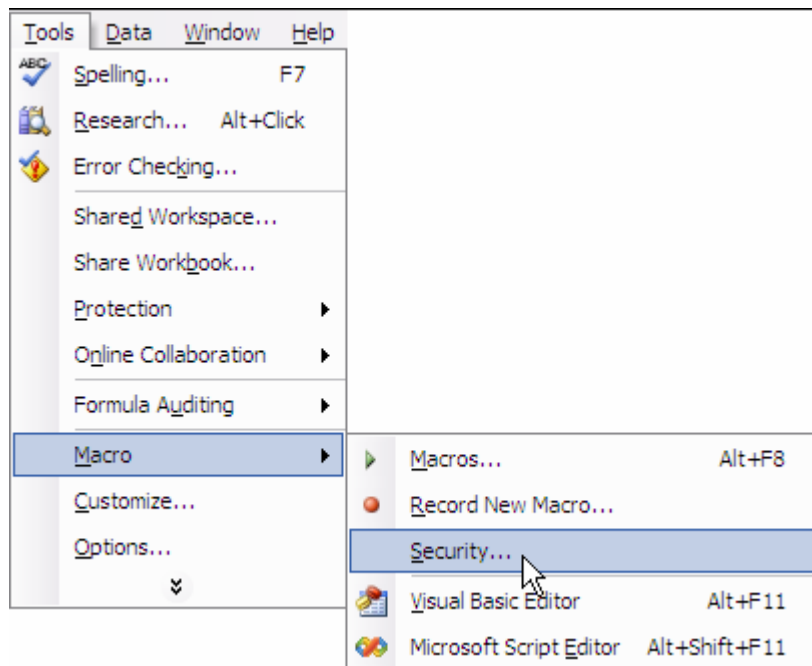 Tools Data Window Help
ABC
Spelling... F7
Research... Alt+Click
Error Checking...
Shared Workspace...
Share Workbook...
Protection
Online Collaboration
Formula Auditing
Macro
Macros... Alt+F8
Customize...
Record New Macro...
Options...
Security...
Visual Basic Editor Alt+F11
Microsoft Script Editor Alt+Shift+F11